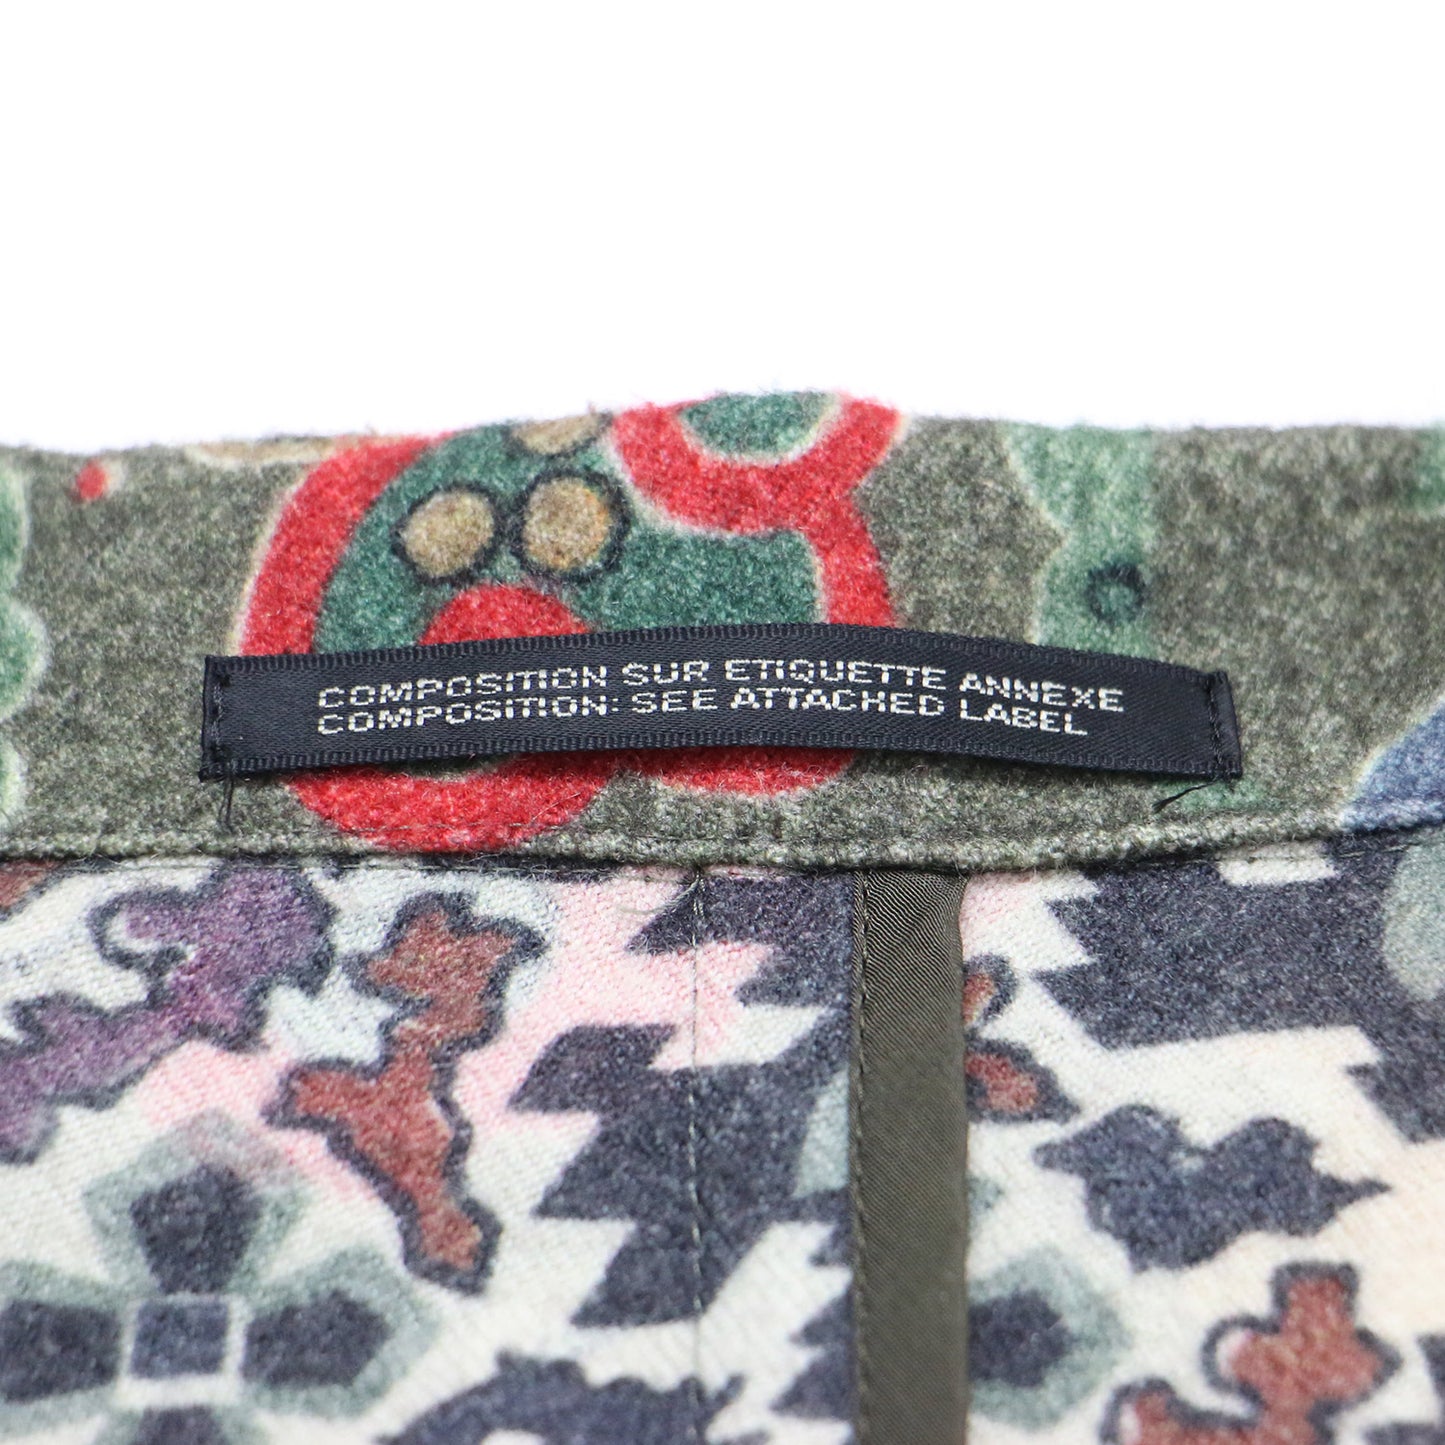 COMPOSITION SUR ETIQUETTE ANNEXE
COMPOSITION: SEE ATTACHED LABEL